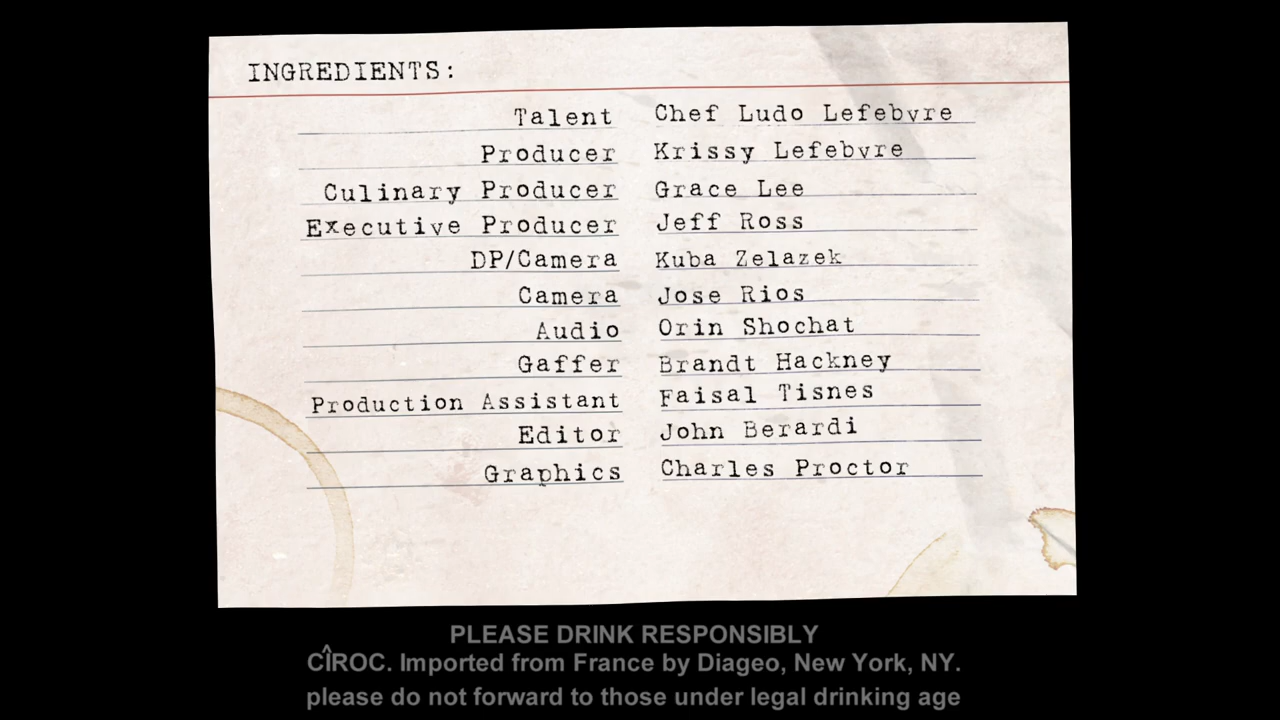 INGREDIENTS:
Talent Chef Ludo Lefebvre
Producer Krissy Lefebvre
Culinary Producer Grace Lee
Executive Producer Jeff Ross
DP/Camera Kuba Zelazek
Camera Jose Rios
Audio Orin Shochat
Gaffer Brandt Hackney
Production Assistant Faisal Tisnes
Editor John Berardi
Graphics Charles Proctor
PLEASE DRINK RESPONSIBLY
CÎROC. Imported from France by Diageo, New York, NY.
please do not forward to those under legal drinking age